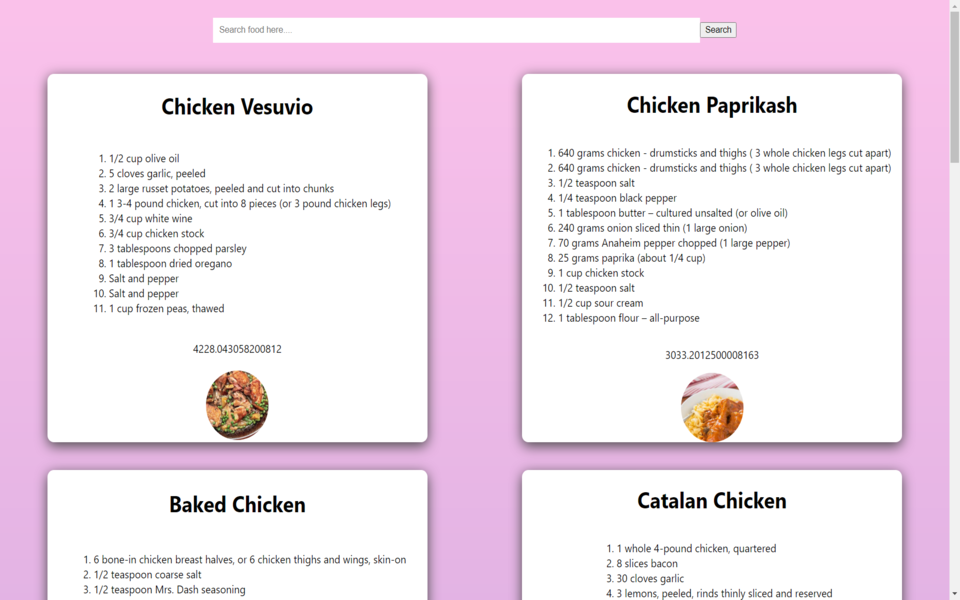 Search food here....
Search
Chicken Vesuvio
1. 1/2 cup olive oil
2. 5 cloves garlic, peeled
3. 2 large russet potatoes, peeled and cut into chunks
4. 1 3-4 pound chicken, cut into 8 pieces (or 3 pound chicken legs)
5. 3/4 cup white wine
6. 3/4 cup chicken stock
7. 3 tablespoons chopped parsley
8. 1 tablespoon dried oregano
9. Salt and pepper
10. Salt and pepper
11. 1 cup frozen peas, thawed
4228.043058200812
Chicken Paprikash
1. 640 grams chicken - drumsticks and thighs ( 3 whole chicken legs cut apart)
2. 640 grams chicken - drumsticks and thighs ( 3 whole chicken legs cut apart)
3. 1/2 teaspoon salt
4. 1/4 teaspoon black pepper
5. 1 tablespoon butter – cultured unsalted (or olive oil)
6. 240 grams onion sliced thin (1 large onion)
7. 70 grams Anaheim pepper chopped (1 large pepper)
8. 25 grams paprika (about 1/4 cup)
9. 1 cup chicken stock
10. 1/2 teaspoon salt
11. 1/2 cup sour cream
12. 1 tablespoon flour – all-purpose
3033.2012500008163
Baked Chicken
1. 6 bone-in chicken breast halves, or 6 chicken thighs and wings, skin-on
2. 1/2 teaspoon coarse salt
3. 1/2 teaspoon Mrs. Dash seasoning
Catalan Chicken
1. 1 whole 4-pound chicken, quartered
2. 8 slices bacon
3. 30 cloves garlic
4. 3 lemons, peeled, rinds thinly sliced and reserved